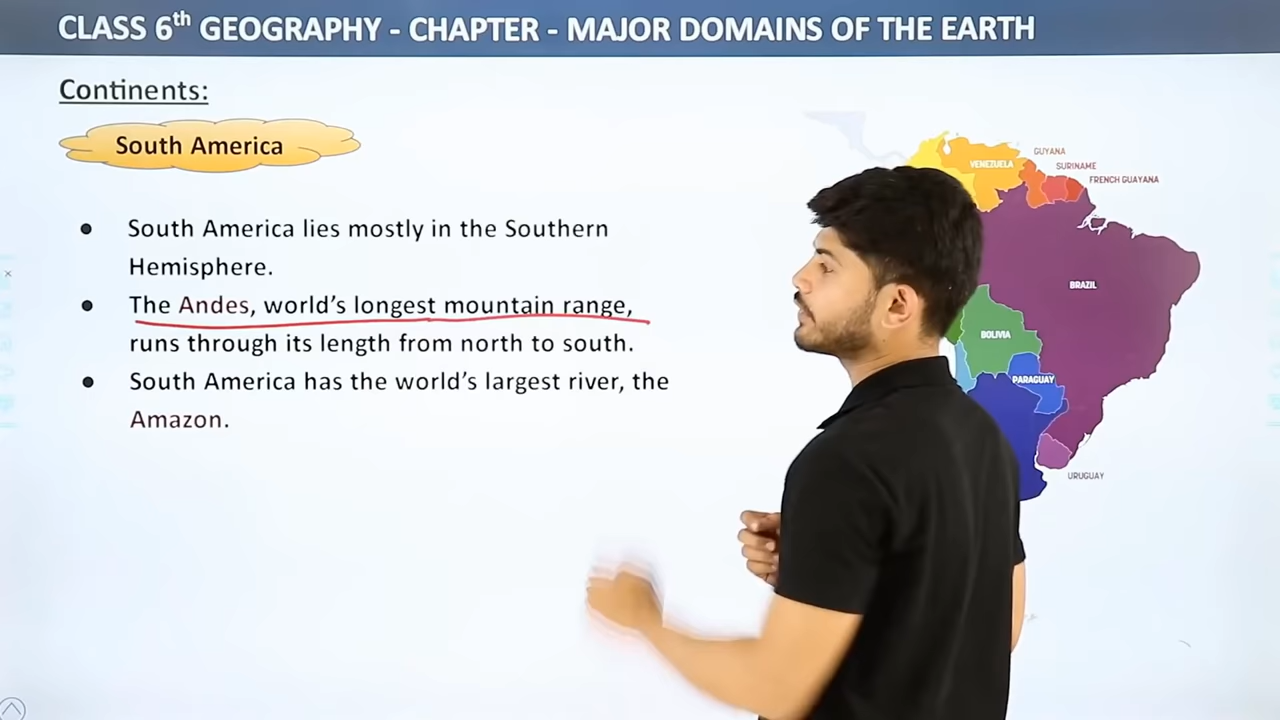 CLASS 6th GEOGRAPHY - CHAPTER - MAJOR DOMAINS OF THE EARTH
Continents:
South America
South America lies mostly in the Southern
Hemisphere.
The Andes, world's longest mountain range,
runs through its length from north to south.
South America has the world's largest river, the
Amazon.
GUYANA
VENEZUELA
SURINAME
FRENCH GUAYANA
BRAZIL
BOLIVIA
PARAGUAY
URUGUAY